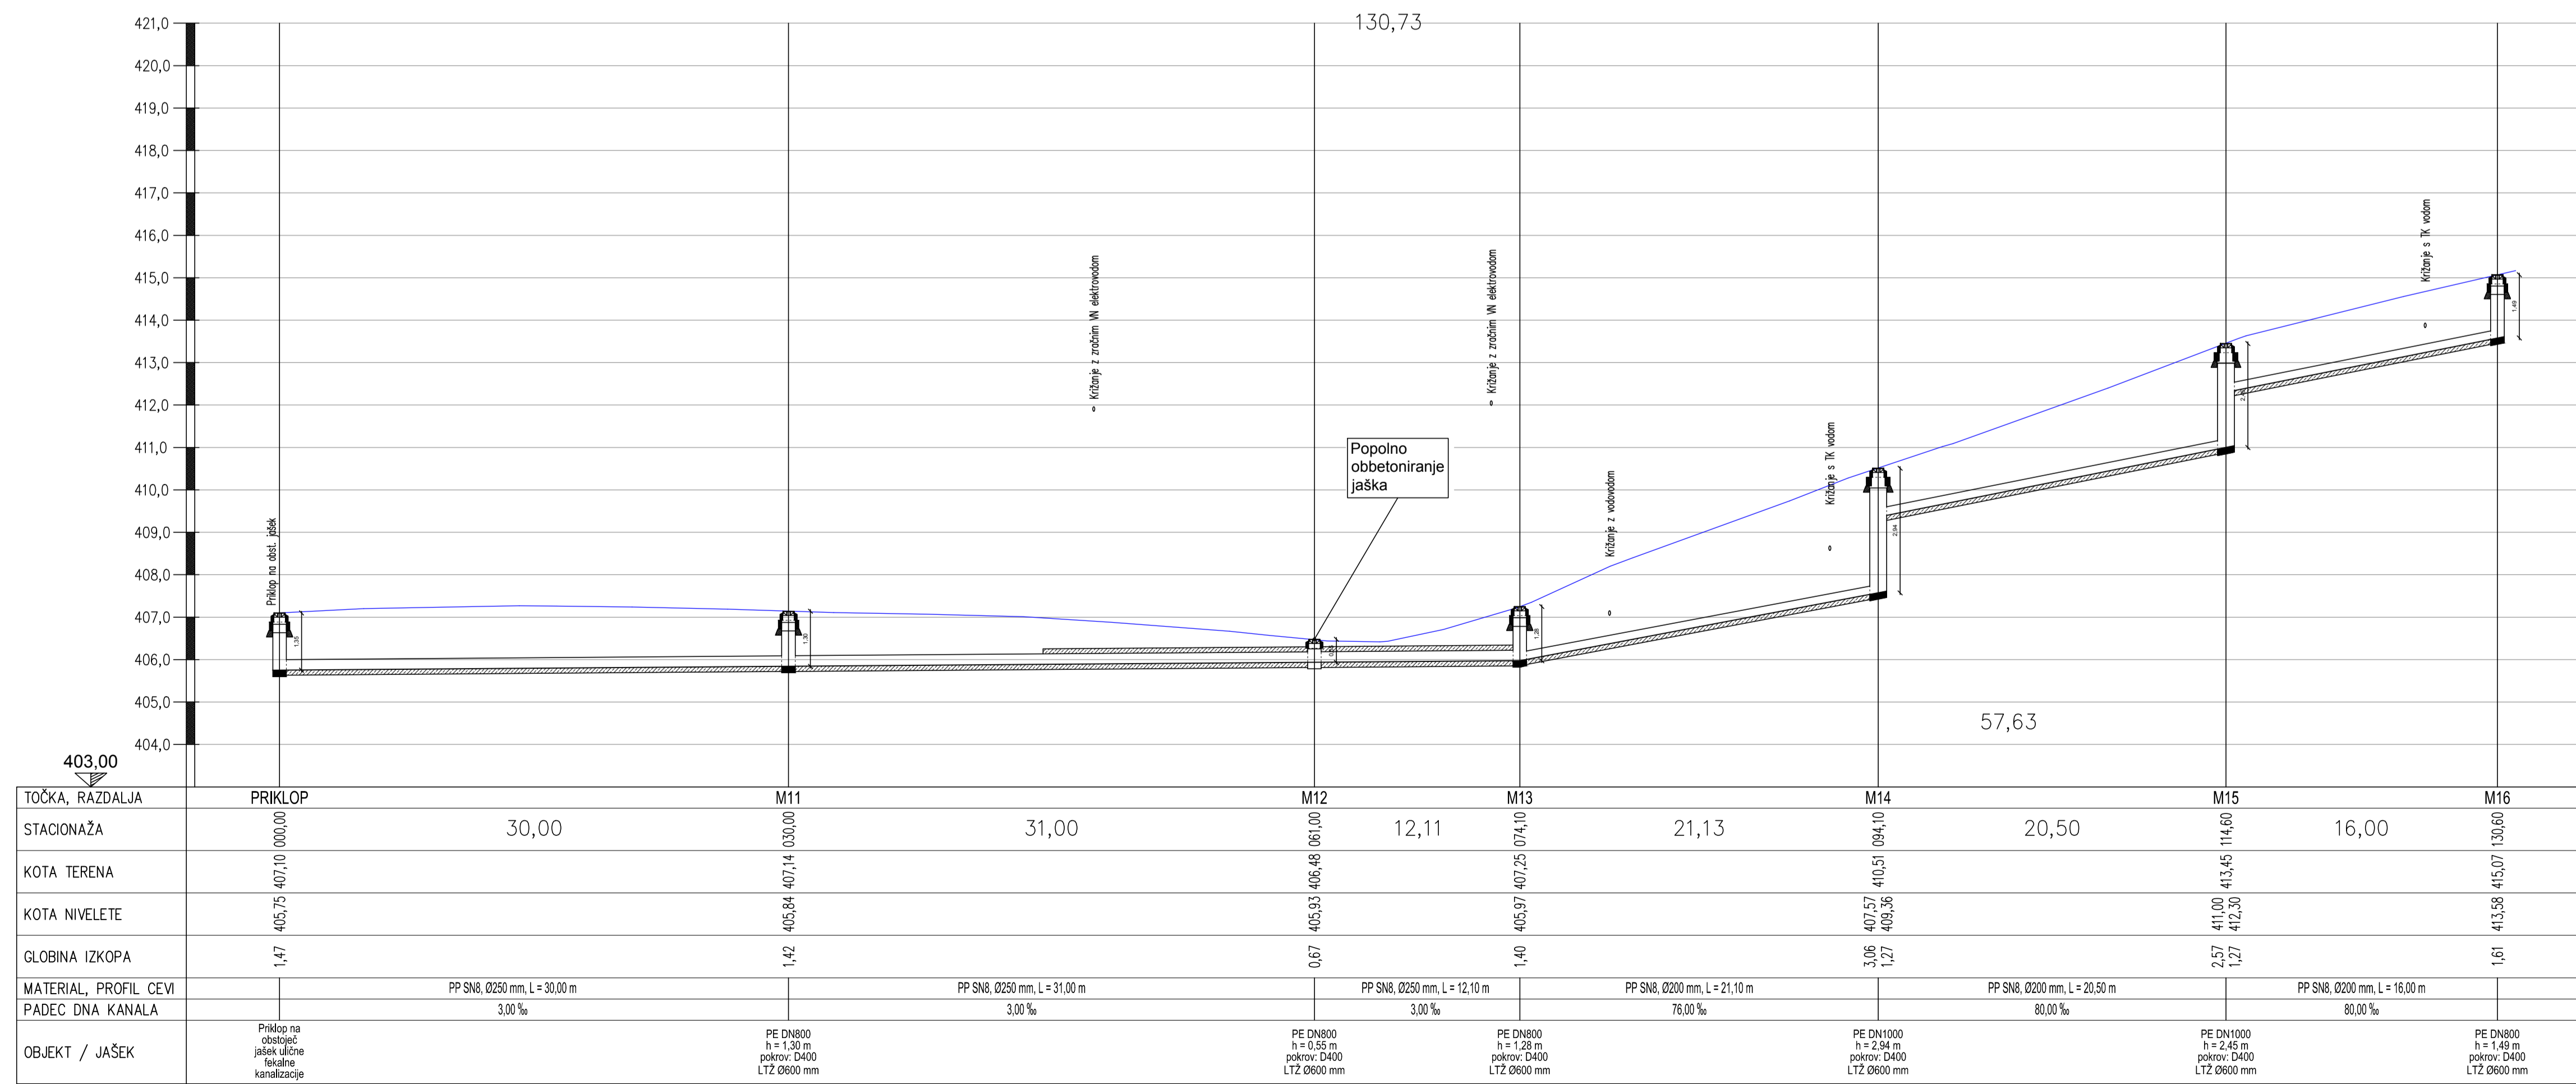 130,73
421,0
420,0
419,0
418,0
417,0
416,0
415,0
414,0
413,0
412,0
411,0
410,0
409,0
408,0
407,0
406,0
405,0
404,0
403,00
Priklop na obst. jašek
Križanje z zračnim VN elektrovodom
Križanje z zračnim VN elektrovodom
Križanje z vodovodom
Križanje s TK vodom
Križanje s TK vodom
Popolno
obbetoniranje
jaška
1,35
1,30
1,28
2,94
1,49
57,63
TOČKA, RAZDALJA PRIKLOP M11 M12 M13 M14 M15 M16
STACIONAŽA 000,00 30,00 030,00 31,00 061,00 12,11 074,10 21,13 094,10 20,50 114,60 16,00 130,60
KOTA TERENA 407,10 407,14 406,48 407,25 410,51 413,45 415,07
KOTA NIVELETE 405,75 405,84 405,93 405,97 407,57 409,36 411,00 412,30 413,58
GLOBINA IZKOPA 1,47 1,42 0,67 1,40 3,06 1,27 2,57 1,27 1,61
MATERIAL, PROFIL CEVI PP SN8, Ø250 mm, L = 30,00 m PP SN8, Ø250 mm, L = 31,00 m PP SN8, Ø250 mm, L = 12,10 m PP SN8, Ø200 mm, L = 21,10 m PP SN8, Ø200 mm, L = 20,50 m PP SN8, Ø200 mm, L = 16,00 m
PADEC DNA KANALA 3,00 ‰ 3,00 ‰ 3,00 ‰ 76,00 ‰ 80,00 ‰ 80,00 ‰
OBJEKT / JAŠEK
Priklop na
obstoječ
jašek ulične
fekalne
kanalizacije
PE DN800
h = 1,30 m
pokrov: D400
LTŽ Ø600 mm
PE DN800
h = 0,55 m
pokrov: D400
LTŽ Ø600 mm
PE DN800
h = 1,28 m
pokrov: D400
LTŽ Ø600 mm
PE DN1000
h = 2,94 m
pokrov: D400
LTŽ Ø600 mm
PE DN1000
h = 2,45 m
pokrov: D400
LTŽ Ø600 mm
PE DN800
h = 1,49 m
pokrov: D400
LTŽ Ø600 mm